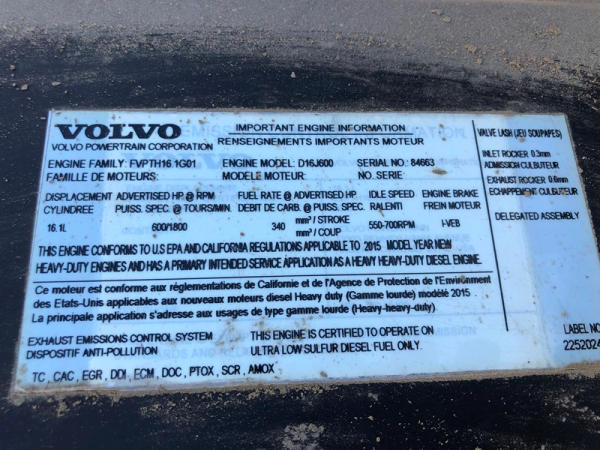 VOLVO
VOLVO POWERTRAIN CORPORATION
IMPORTANT ENGINE INFORMATION
RENSEIGNEMENTS IMPORTANTS MOTEUR
ENGINE FAMILY: FVPTH16 1G01 ENGINE MODEL: D16J600 SERIAL NO.: 84663
FAMILLE DE MOTEURS: MODELE MOTEUR: NO. SERIE:
DISPLACEMENT ADVERTISED HP @ RPM FUEL RATE @ ADVERTISED HP IDLE SPEED ENGINE BRAKE
CYLINDREE PUISS. SPEC. @ TOURS/MIN. DEBIT DE CARB. @ PUISS. SPEC. RALENTI FREIN MOTEUR
16.1L 600/1800 340 mm³ / STROKE 550-700RPM I-VEB
mm³ / COUP
THIS ENGINE CONFORMS TO U S EPA AND CALIFORNIA REGULATIONS APPLICABLE TO 2015 MODEL YEAR NEW
HEAVY-DUTY ENGINES AND HAS A PRIMARY INTENDED SERVICE APPLICATION AS A HEAVY HEAVY-DUTY DIESEL ENGINE.
Ce moteur est conforme aux réglementations de Californie et de l'Agence de Protection de l'Environment
des Etats-Unis applicables aux nouveaux moteurs diesel Heavy duty (Gamme lourde) modélé 2015 .
La principale application s'adresse aux usages de type gamme lourde (Heavy-heavy-duty)
EXHAUST EMISSIONS CONTROL SYSTEM THIS ENGINE IS CERTIFIED TO OPERATE ON
DISPOSITIF ANTI-POLLUTION ULTRA LOW SULFUR DIESEL FUEL ONLY.
TC , CAC, EGR , DDI , ECM , DOC , PTOX , SCR , AMOX
VALVE LASH (JEU SOUPAPES)
INLET ROCKER 0.3mm
ADMISSION CULBUTEUR
EXHAUST ROCKER 0.6mm
ECHAPPEMENT CULBUTEUR
DELEGATED ASSEMBLY
LABEL NO
2252024